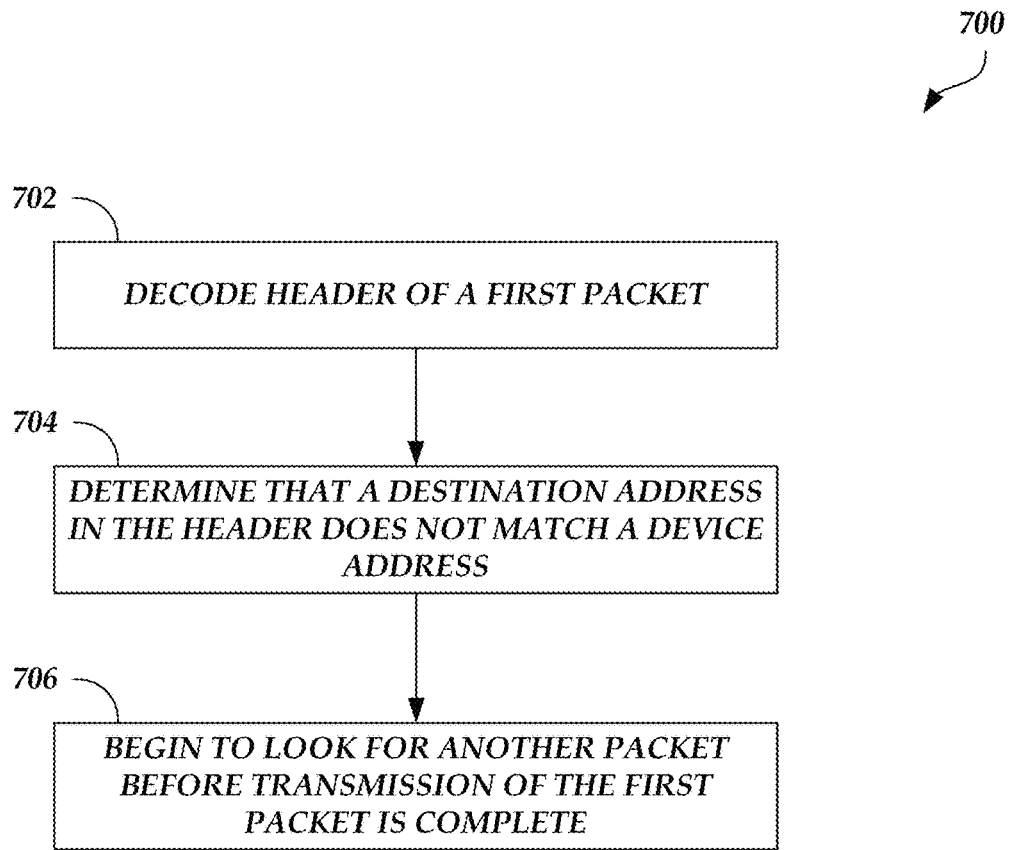 700
702
DECODE HEADER OF A FIRST PACKET
704
DETERMINE THAT A DESTINATION ADDRESS
IN THE HEADER DOES NOT MATCH A DEVICE
ADDRESS
706
BEGIN TO LOOK FOR ANOTHER PACKET
BEFORE TRANSMISSION OF THE FIRST
PACKET IS COMPLETE